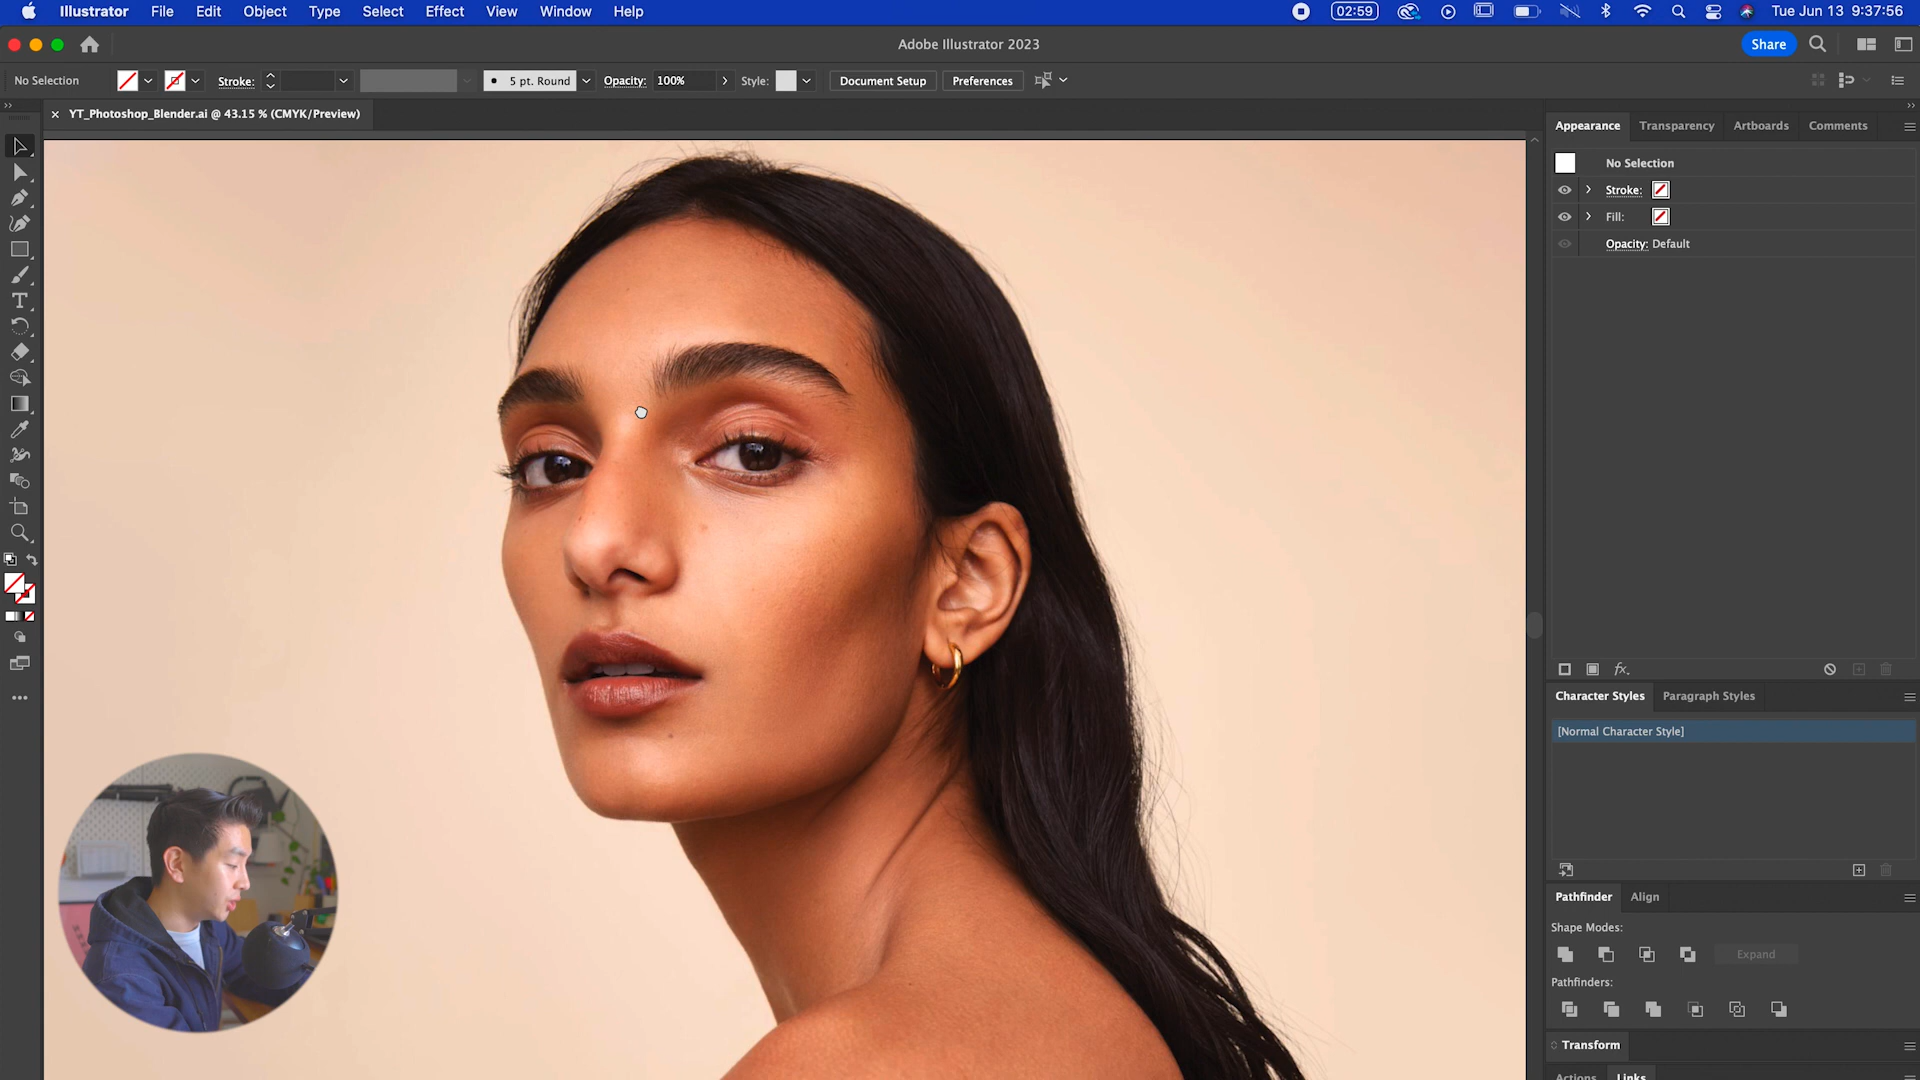 Illustrator File Edit Object Type Select Effect View Window Help 02:59 Tue Jun 13 9:37:56
Adobe Illustrator 2023 Share
No Selection Stroke: 5 pt. Round Opacity: 100% Style: Document Setup Preferences
× YT_Photoshop_Blender.ai @ 43.15 % (CMYK/Preview)
Appearance Transparency Artboards Comments
No Selection
Stroke:
Fill:
Opacity: Default
fx.
Character Styles Paragraph Styles
[Normal Character Style]
Pathfinder Align
Shape Modes:
Expand
Pathfinders:
Transform
Actions Links